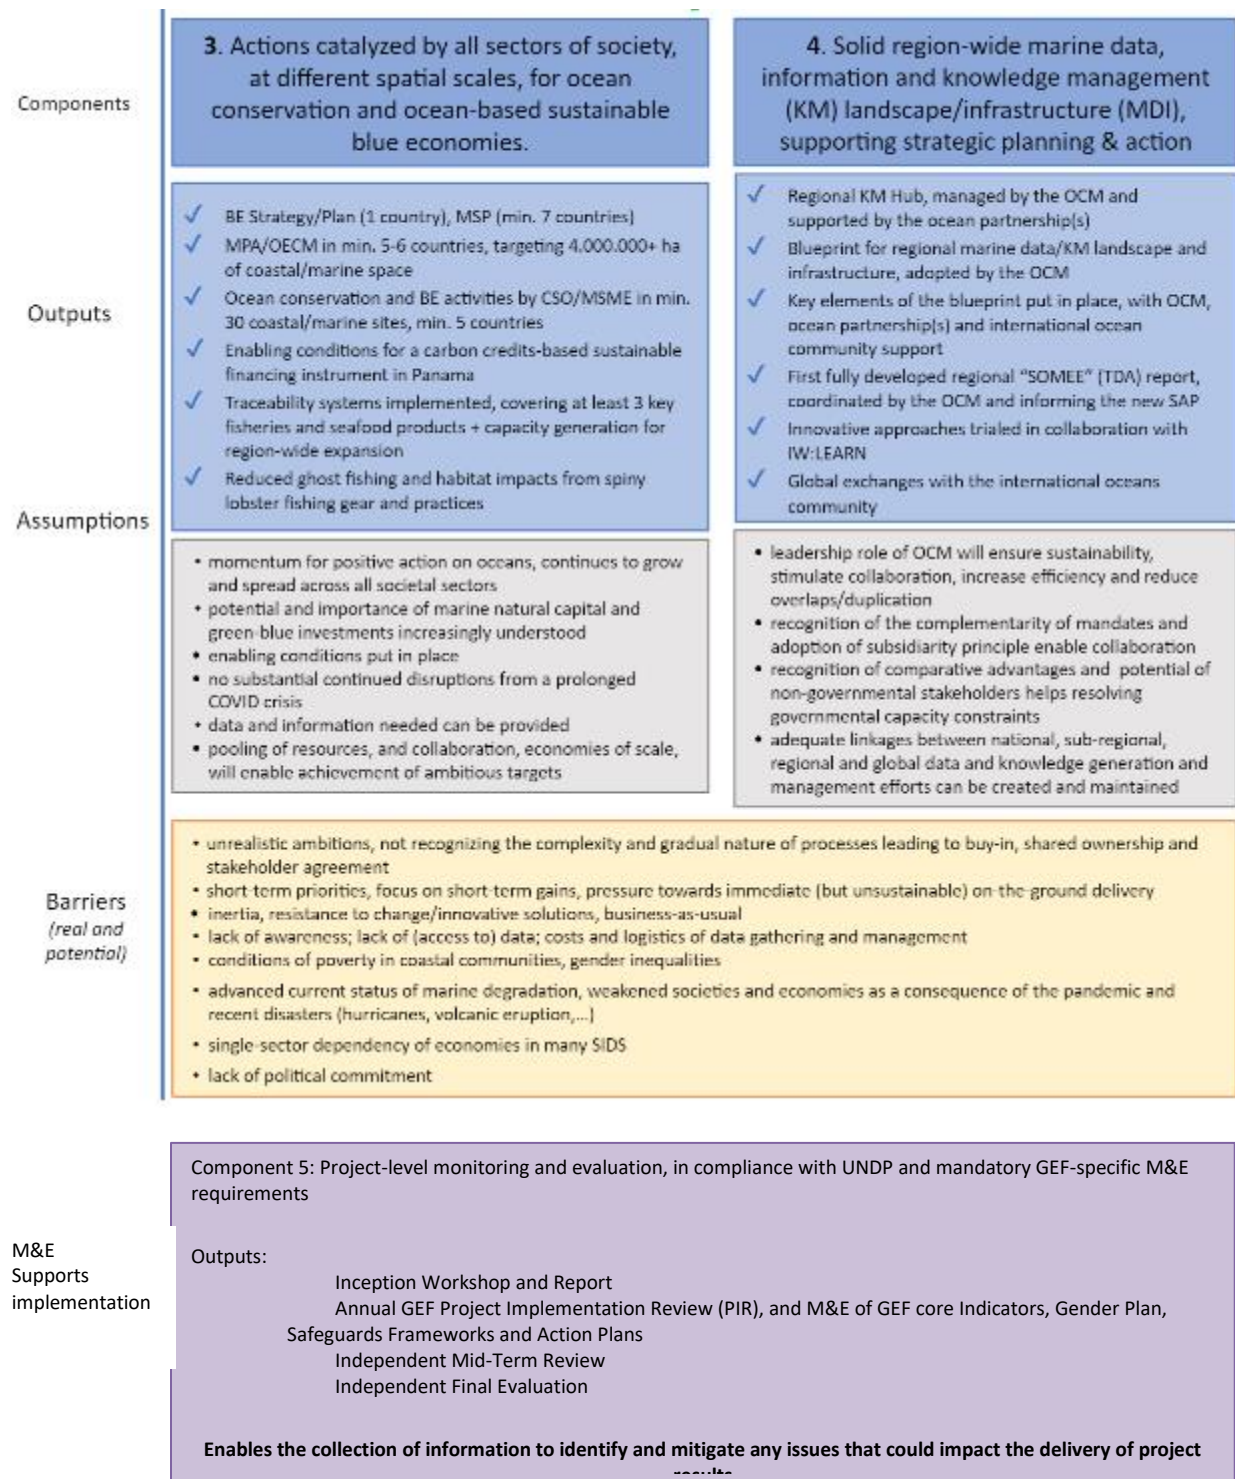 Components
3. Actions catalyzed by all sectors of society,
at different spatial scales, for ocean
conservation and ocean-based sustainable
blue economies.
4. Solid region-wide marine data,
information and knowledge management
(KM) landscape/infrastructure (MDI),
supporting strategic planning & action
Outputs
✓ BE Strategy/Plan (1 country), MSP (min. 7 countries)
✓ MPA/OECM in min. 5-6 countries, targeting 4.000.000+ ha
of coastal/marine space
✓ Ocean conservation and BE activities by CSO/MSME in min.
30 coastal/marine sites, min. 5 countries
✓ Enabling conditions for a carbon credits-based sustainable
financing instrument in Panama
✓ Traceability systems implemented, covering at least 3 key
fisheries and seafood products + capacity generation for
region-wide expansion
✓ Reduced ghost fishing and habitat impacts from spiny
lobster fishing gear and practices
✓ Regional KM Hub, managed by the OCM and
supported by the ocean partnership(s)
✓ Blueprint for regional marine data/KM landscape and
infrastructure, adopted by the OCM
✓ Key elements of the blueprint put in place, with OCM,
ocean partnership(s) and international ocean
community support
✓ First fully developed regional “SOMEE” (TDA) report,
coordinated by the OCM and informing the new SAP
✓ Innovative approaches trialed in collaboration with
IW:LEARN
✓ Global exchanges with the international oceans
community
Assumptions
• momentum for positive action on oceans, continues to grow
and spread across all societal sectors
• potential and importance of marine natural capital and
green-blue investments increasingly understood
• enabling conditions put in place
• no substantial continued disruptions from a prolonged
COVID crisis
• data and information needed can be provided
• pooling of resources, and collaboration, economies of scale,
will enable achievement of ambitious targets
• leadership role of OCM will ensure sustainability,
stimulate collaboration, increase efficiency and reduce
overlaps/duplication
• recognition of the complementarity of mandates and
adoption of subsidiarity principle enable collaboration
• recognition of comparative advantages and potential of
non-governmental stakeholders helps resolving
governmental capacity constraints
• adequate linkages between national, sub-regional,
regional and global data and knowledge generation and
management efforts can be created and maintained
Barriers
(real and
potential)
• unrealistic ambitions, not recognizing the complexity and gradual nature of processes leading to buy-in, shared ownership and
stakeholder agreement
• short-term priorities, focus on short-term gains, pressure towards immediate (but unsustainable) on-the-ground delivery
• inertia, resistance to change/innovative solutions, business-as-usual
• lack of awareness; lack of (access to) data; costs and logistics of data gathering and management
• conditions of poverty in coastal communities, gender inequalities
• advanced current status of marine degradation, weakened societies and economies as a consequence of the pandemic and
recent disasters (hurricanes, volcanic eruption,...)
• single-sector dependency of economies in many SIDS
• lack of political commitment
M&E
Supports
implementation
Component 5: Project-level monitoring and evaluation, in compliance with UNDP and mandatory GEF-specific M&E
requirements
Outputs:
Inception Workshop and Report
Annual GEF Project Implementation Review (PIR), and M&E of GEF core Indicators, Gender Plan,
Safeguards Frameworks and Action Plans
Independent Mid-Term Review
Independent Final Evaluation
Enables the collection of information to identify and mitigate any issues that could impact the delivery of project
results